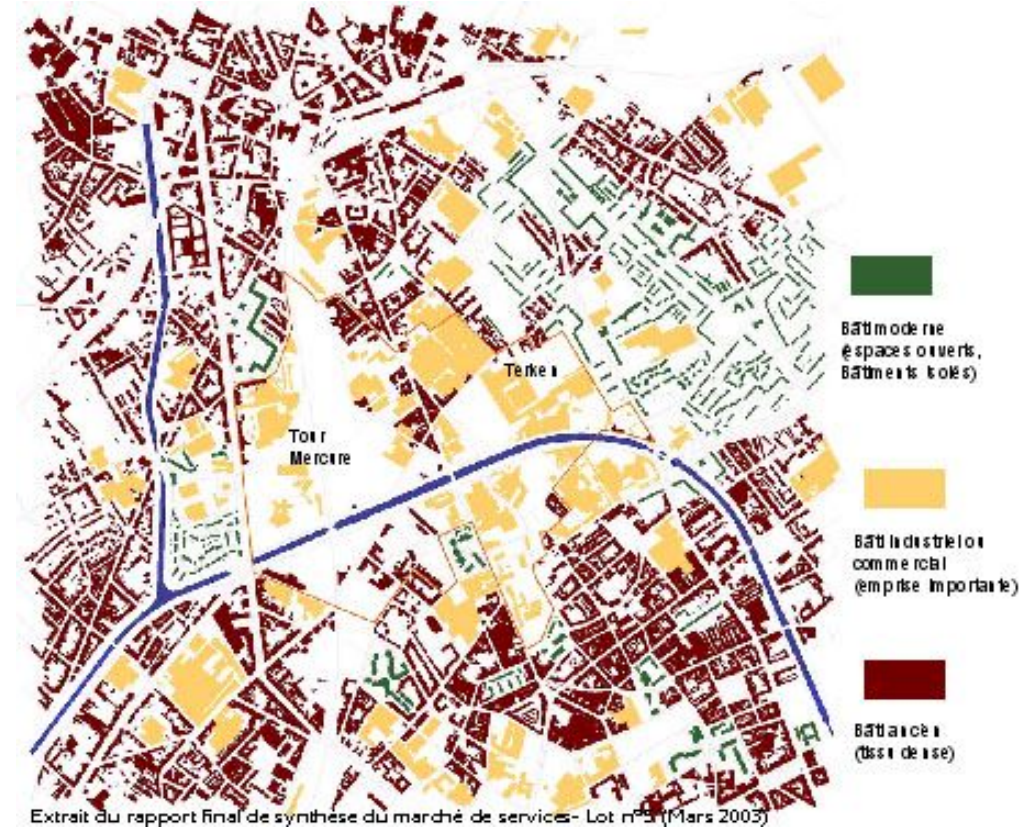 Terken
Tour
Mercure
Bâti moderne
(espaces ouverts,
Bâtiments isolés)
Bâti industriel ou
commercial
(emprise importante)
Bâti ancien
(tissu dense)
Extrait du rapport final de synthèse du marché de services- Lot n°5 (Mars 2003)